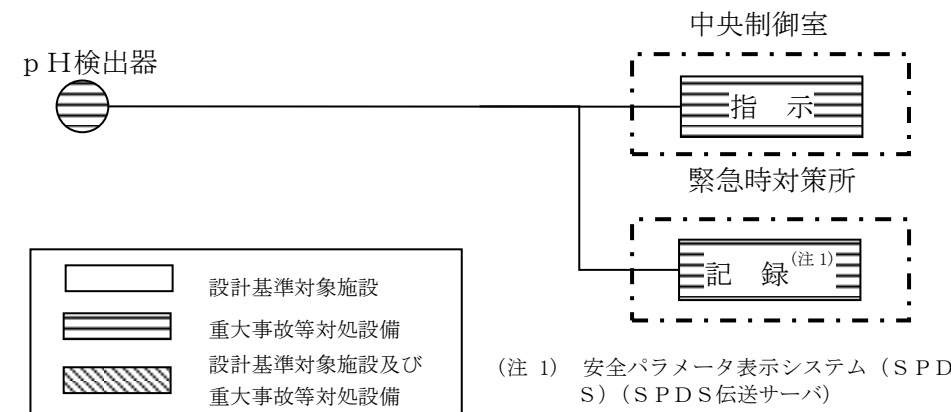 中央制御室
ｐＨ検出器
指　示
緊急時対策所
記　録(注1)
設計基準対象施設
重大事故等対処設備
設計基準対象施設及び
重大事故等対処設備
(注 1)　安全パラメータ表示システム（ＳＰＤ
Ｓ）（ＳＰＤＳ伝送サーバ）